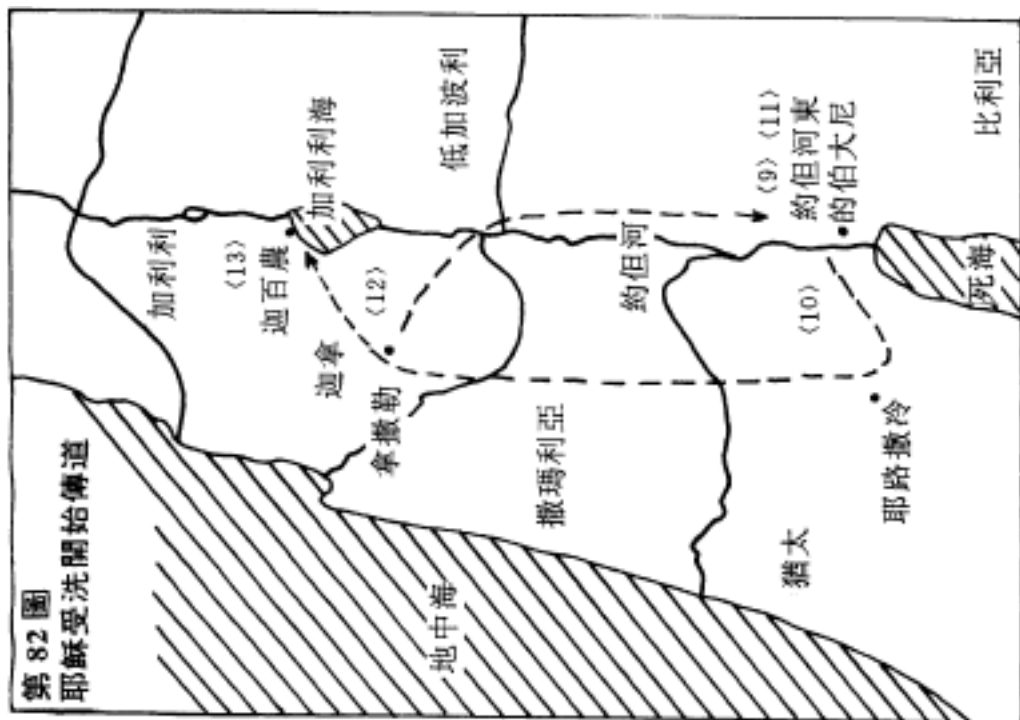 第 82 圖
耶穌受洗開始傳道
加利利
〈13〉
迦百農
加利利海
低加波利
〈12〉
迦拿
拿撒勒
地中海
撒瑪利亞
約但河
〈9〉〈11〉
約但河東
的伯大尼
比利亞
〈10〉
死海
猶太
耶路撒冷